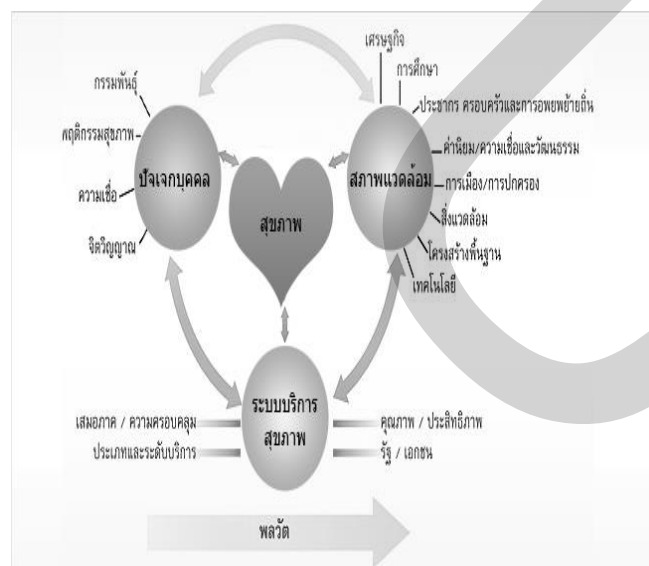 เศรษฐกิจ
การศึกษา
กรรมพันธุ์
ประชากร ครอบครัวและการอพยพย้ายถิ่น
พฤติกรรมสุขภาพ
ค่านิยม/ความเชื่อและวัฒนธรรม
ปัจเจกบุคคล
สภาพแวดล้อม
การเมือง/การปกครอง
ความเชื่อ
สุขภาพ
สิ่งแวดล้อม
จิตวิญญาณ
โครงสร้างพื้นฐาน
เทคโนโลยี
ระบบบริการ
สุขภาพ
เสมอภาค / ความครอบคลุม
คุณภาพ / ประสิทธิภาพ
ประเภทและระดับบริการ
รัฐ / เอกชน
พลวัต